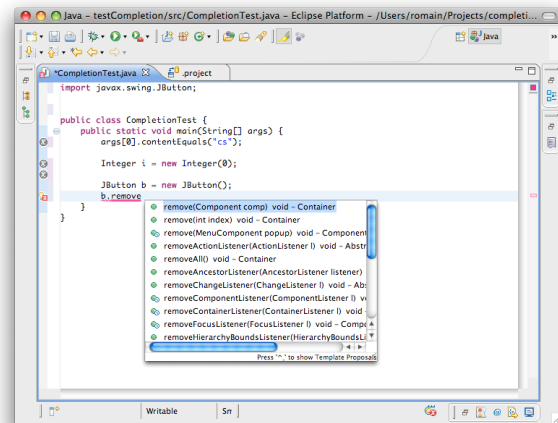 Java – testCompletion/src/CompletionTest.java – Eclipse Platform – /Users/romain/Projects/completi...
Java
*CompletionTest.java
.project
import javax.swing.JButton;
public class CompletionTest {
public static void main(String[] args) {
args[0].contentEquals("cs");
Integer i = new Integer(0);
JButton b = new JButton();
b.remove
}
}
remove(Component comp) void – Container
remove(int index) void – Container
remove(MenuComponent popup) void – Component
removeActionListener(ActionListener l) void – Abstr
removeAll() void – Container
removeAncestorListener(AncestorListener listener)
removeChangeListener(ChangeListener l) void – Abs
removeComponentListener(ComponentListener l) v
removeContainerListener(ContainerListener l) void
removeFocusListener(FocusListener l) void – Compo
removeHierarchyBoundsListener(HierarchyBoundsLi
Press '^.' to show Template Proposals
Writable